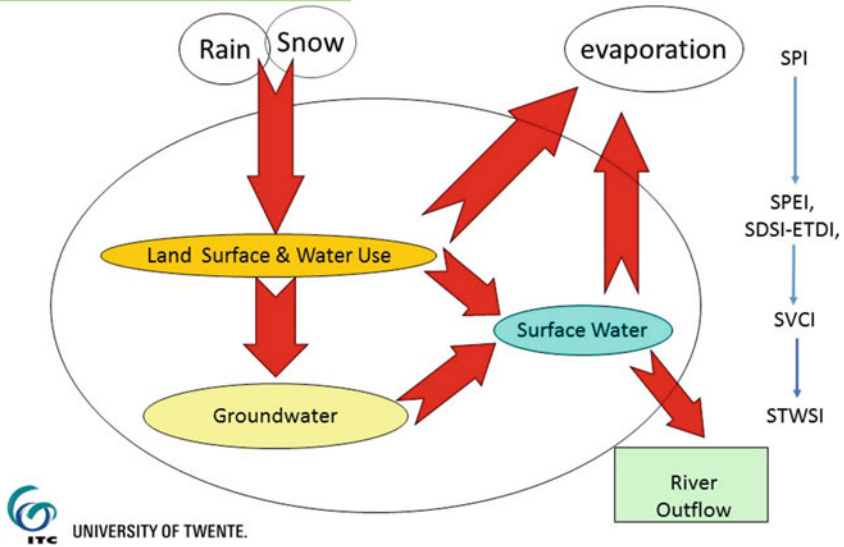 Rain
Snow
evaporation
SPI
SPEI,
SDSI-ETDI,
Land Surface & Water Use
SVCI
Surface Water
Groundwater
STWSI
River
Outflow
ITC
UNIVERSITY OF TWENTE.